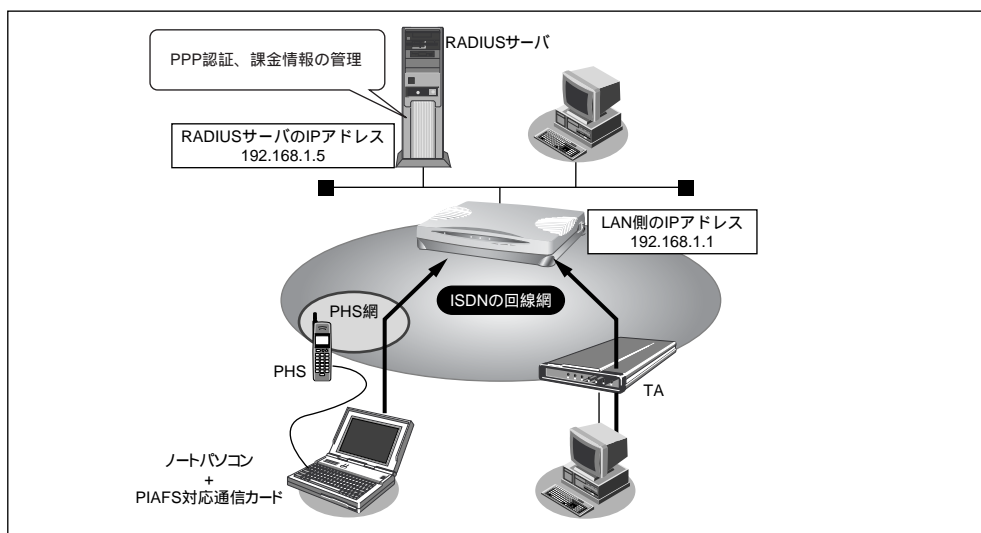 RADIUSサーバ
PPP認証、課金情報の管理
RADIUSサーバのIPアドレス
192.168.1.5
LAN側のIPアドレス
192.168.1.1
ISDNの回線網
PHS網
PHS
TA
ノートパソコン
+
PIAFS対応通信カード